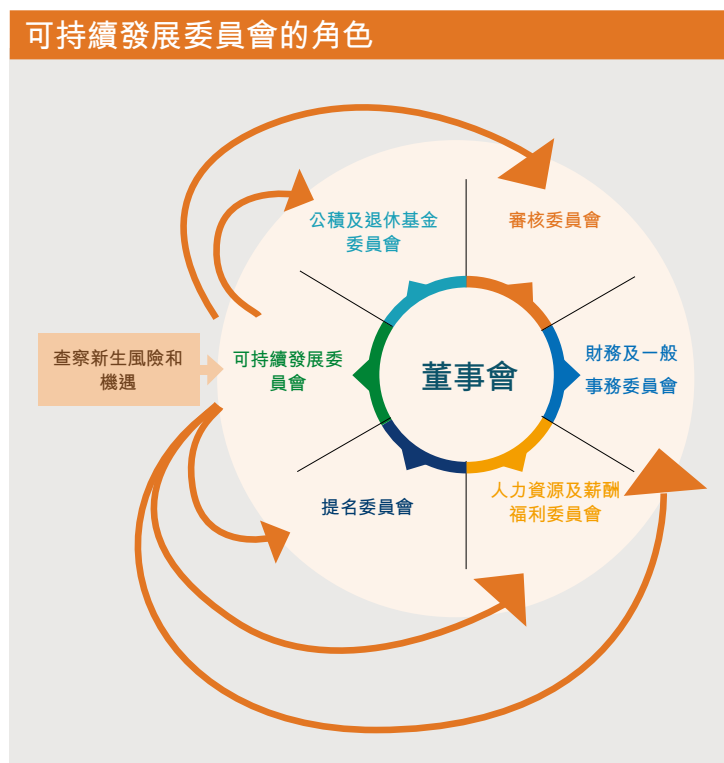 可持續發展委員會的角色
公積及退休基金
委員會
審核委員會
查察新生風險和
機遇
可持續發展委
員會
董事會
財務及一般
事務委員會
提名委員會
人力資源及薪酬
福利委員會